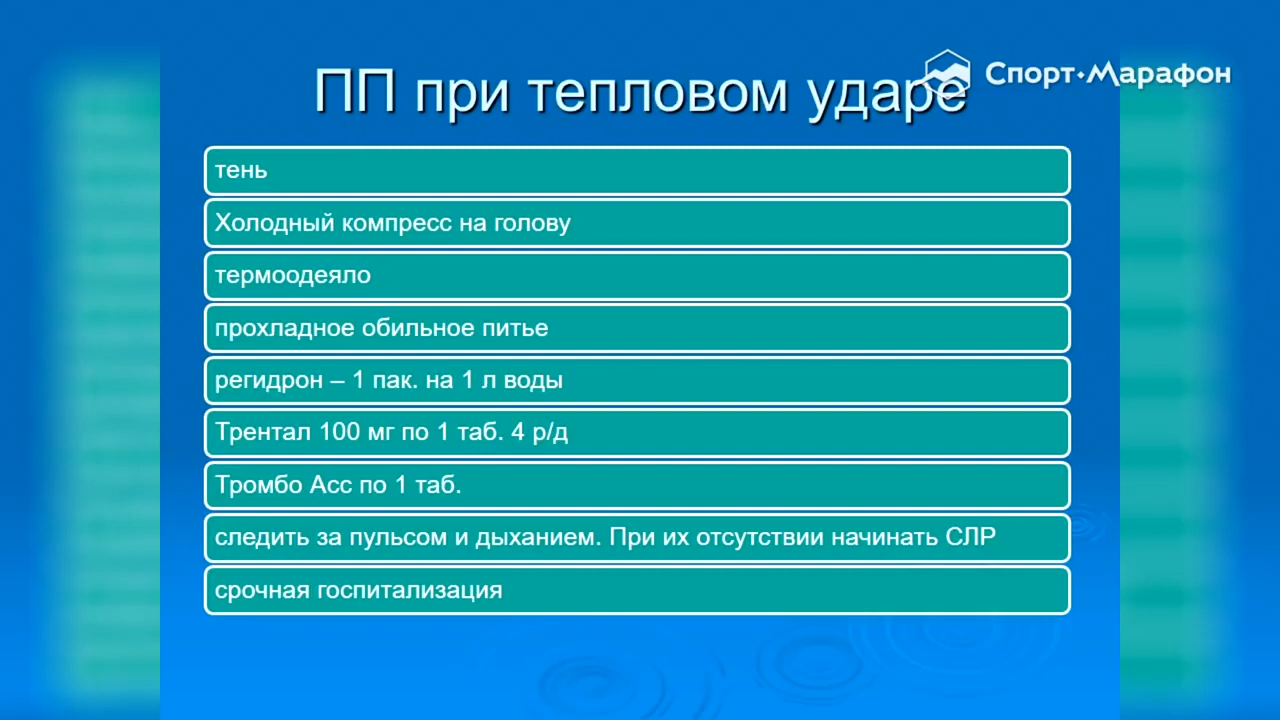 ПП при тепловом ударе
Спорт-Марафон
тень
Холодный компресс на голову
термоодеяло
прохладное обильное питье
регидрон – 1 пак. на 1 л воды
Трентал 100 мг по 1 таб. 4 р/д
Тромбо Асс по 1 таб.
следить за пульсом и дыханием. При их отсутствии начинать СЛР
срочная госпитализация